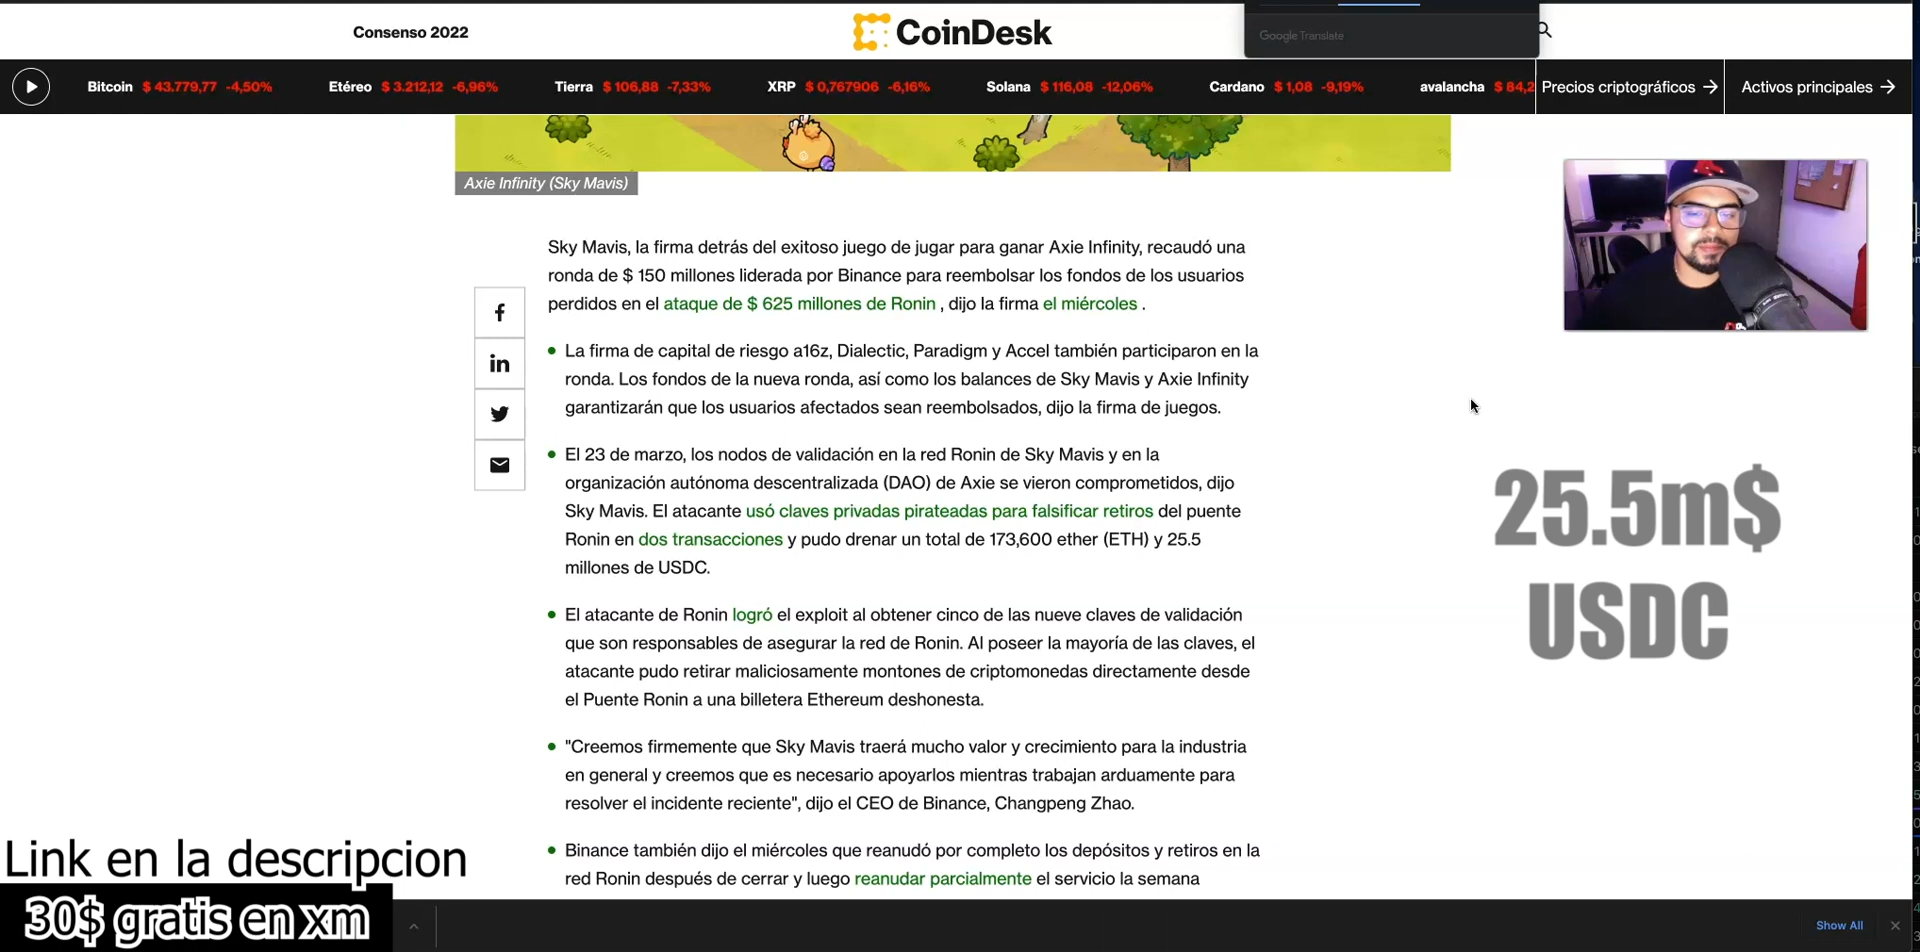 Consenso 2022
CoinDesk
Google Translate
Bitcoin $ 43.779,77 -4,50% Etéreo $ 3.212,12 -6,96% Tierra $ 106,88 -7,33% XRP $ 0,767906 -6,16% Solana $ 116,08 -12,06% Cardano $ 1,08 -9,19% avalancha $ 84,2 Precios criptográficos → Activos principales →
Axie Infinity (Sky Mavis)
Sky Mavis, la firma detrás del exitoso juego de jugar para ganar Axie Infinity, recaudó una
ronda de $ 150 millones liderada por Binance para reembolsar los fondos de los usuarios
perdidos en el ataque de $ 625 millones de Ronin , dijo la firma el miércoles .
• La firma de capital de riesgo a16z, Dialectic, Paradigm y Accel también participaron en la
ronda. Los fondos de la nueva ronda, así como los balances de Sky Mavis y Axie Infinity
garantizarán que los usuarios afectados sean reembolsados, dijo la firma de juegos.
• El 23 de marzo, los nodos de validación en la red Ronin de Sky Mavis y en la
organización autónoma descentralizada (DAO) de Axie se vieron comprometidos, dijo
Sky Mavis. El atacante usó claves privadas pirateadas para falsificar retiros del puente
Ronin en dos transacciones y pudo drenar un total de 173,600 ether (ETH) y 25.5
millones de USDC.
• El atacante de Ronin logró el exploit al obtener cinco de las nueve claves de validación
que son responsables de asegurar la red de Ronin. Al poseer la mayoría de las claves, el
atacante pudo retirar maliciosamente montones de criptomonedas directamente desde
el Puente Ronin a una billetera Ethereum deshonesta.
• "Creemos firmemente que Sky Mavis traerá mucho valor y crecimiento para la industria
en general y creemos que es necesario apoyarlos mientras trabajan arduamente para
resolver el incidente reciente", dijo el CEO de Binance, Changpeng Zhao.
• Binance también dijo el miércoles que reanudó por completo los depósitos y retiros en la
red Ronin después de cerrar y luego reanudar parcialmente el servicio la semana
25.5m$
USDC
Link en la descripcion
30$ gratis en xm
Show All